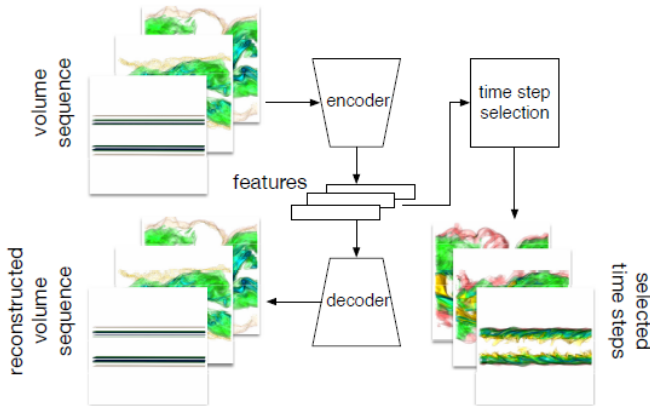 volume
sequence
encoder
time step
selection
features
reconstructed
volume
sequence
decoder
selected
time steps